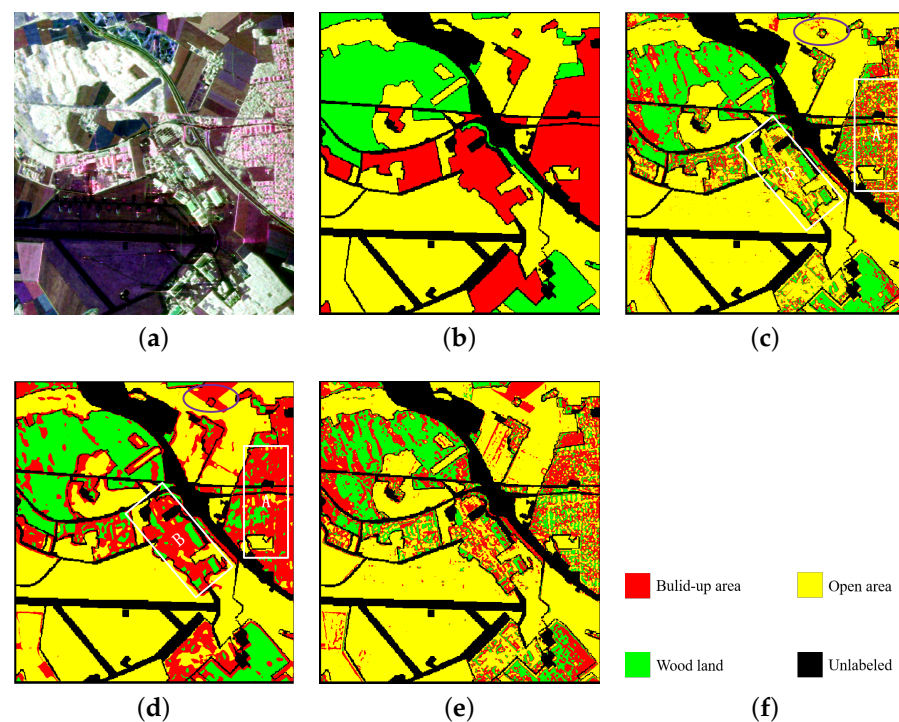 A
(a)
(b)
(c)
A
B
Bulid-up area
Open area
Wood land
Unlabeled
(d)
(e)
(f)